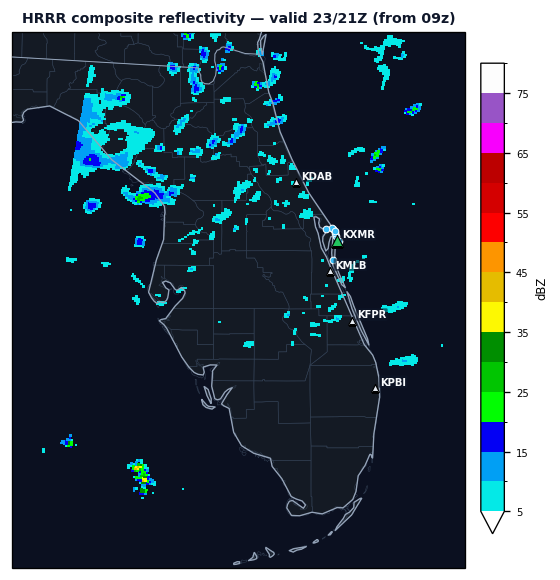 HRRR composite reflectivity — valid 23/21Z (from 09z)
KDAB
KXMR
KMLB
KFPR
KPBI
75
65
55
45
35
25
15
5
dBZ